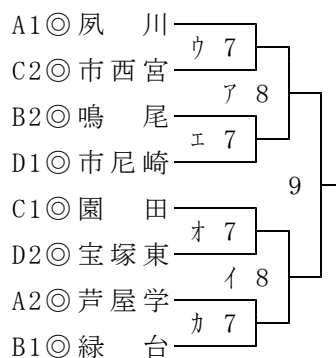 A1◎夙　川
ウ 7
C2◎市西宮
ア 8
B2◎鳴　尾
エ 7
D1◎市尼崎
9
C1◎園　田
オ 7
D2◎宝塚東
イ 8
A2◎芦屋学
カ 7
B1◎緑　台